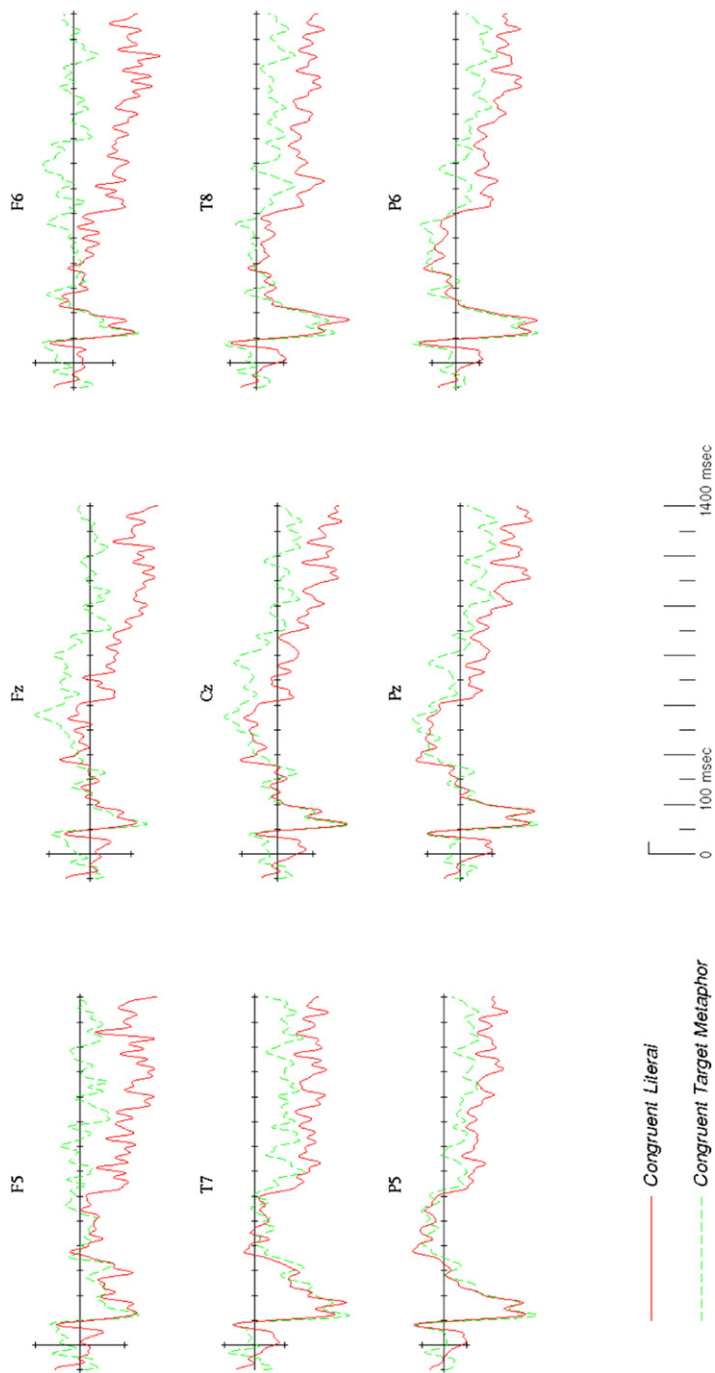 F5
Fz
F6
T7
Cz
T8
P5
Pz
P6
Congruent Literal
Congruent Target Metaphor
0 100 msec 1400 msec